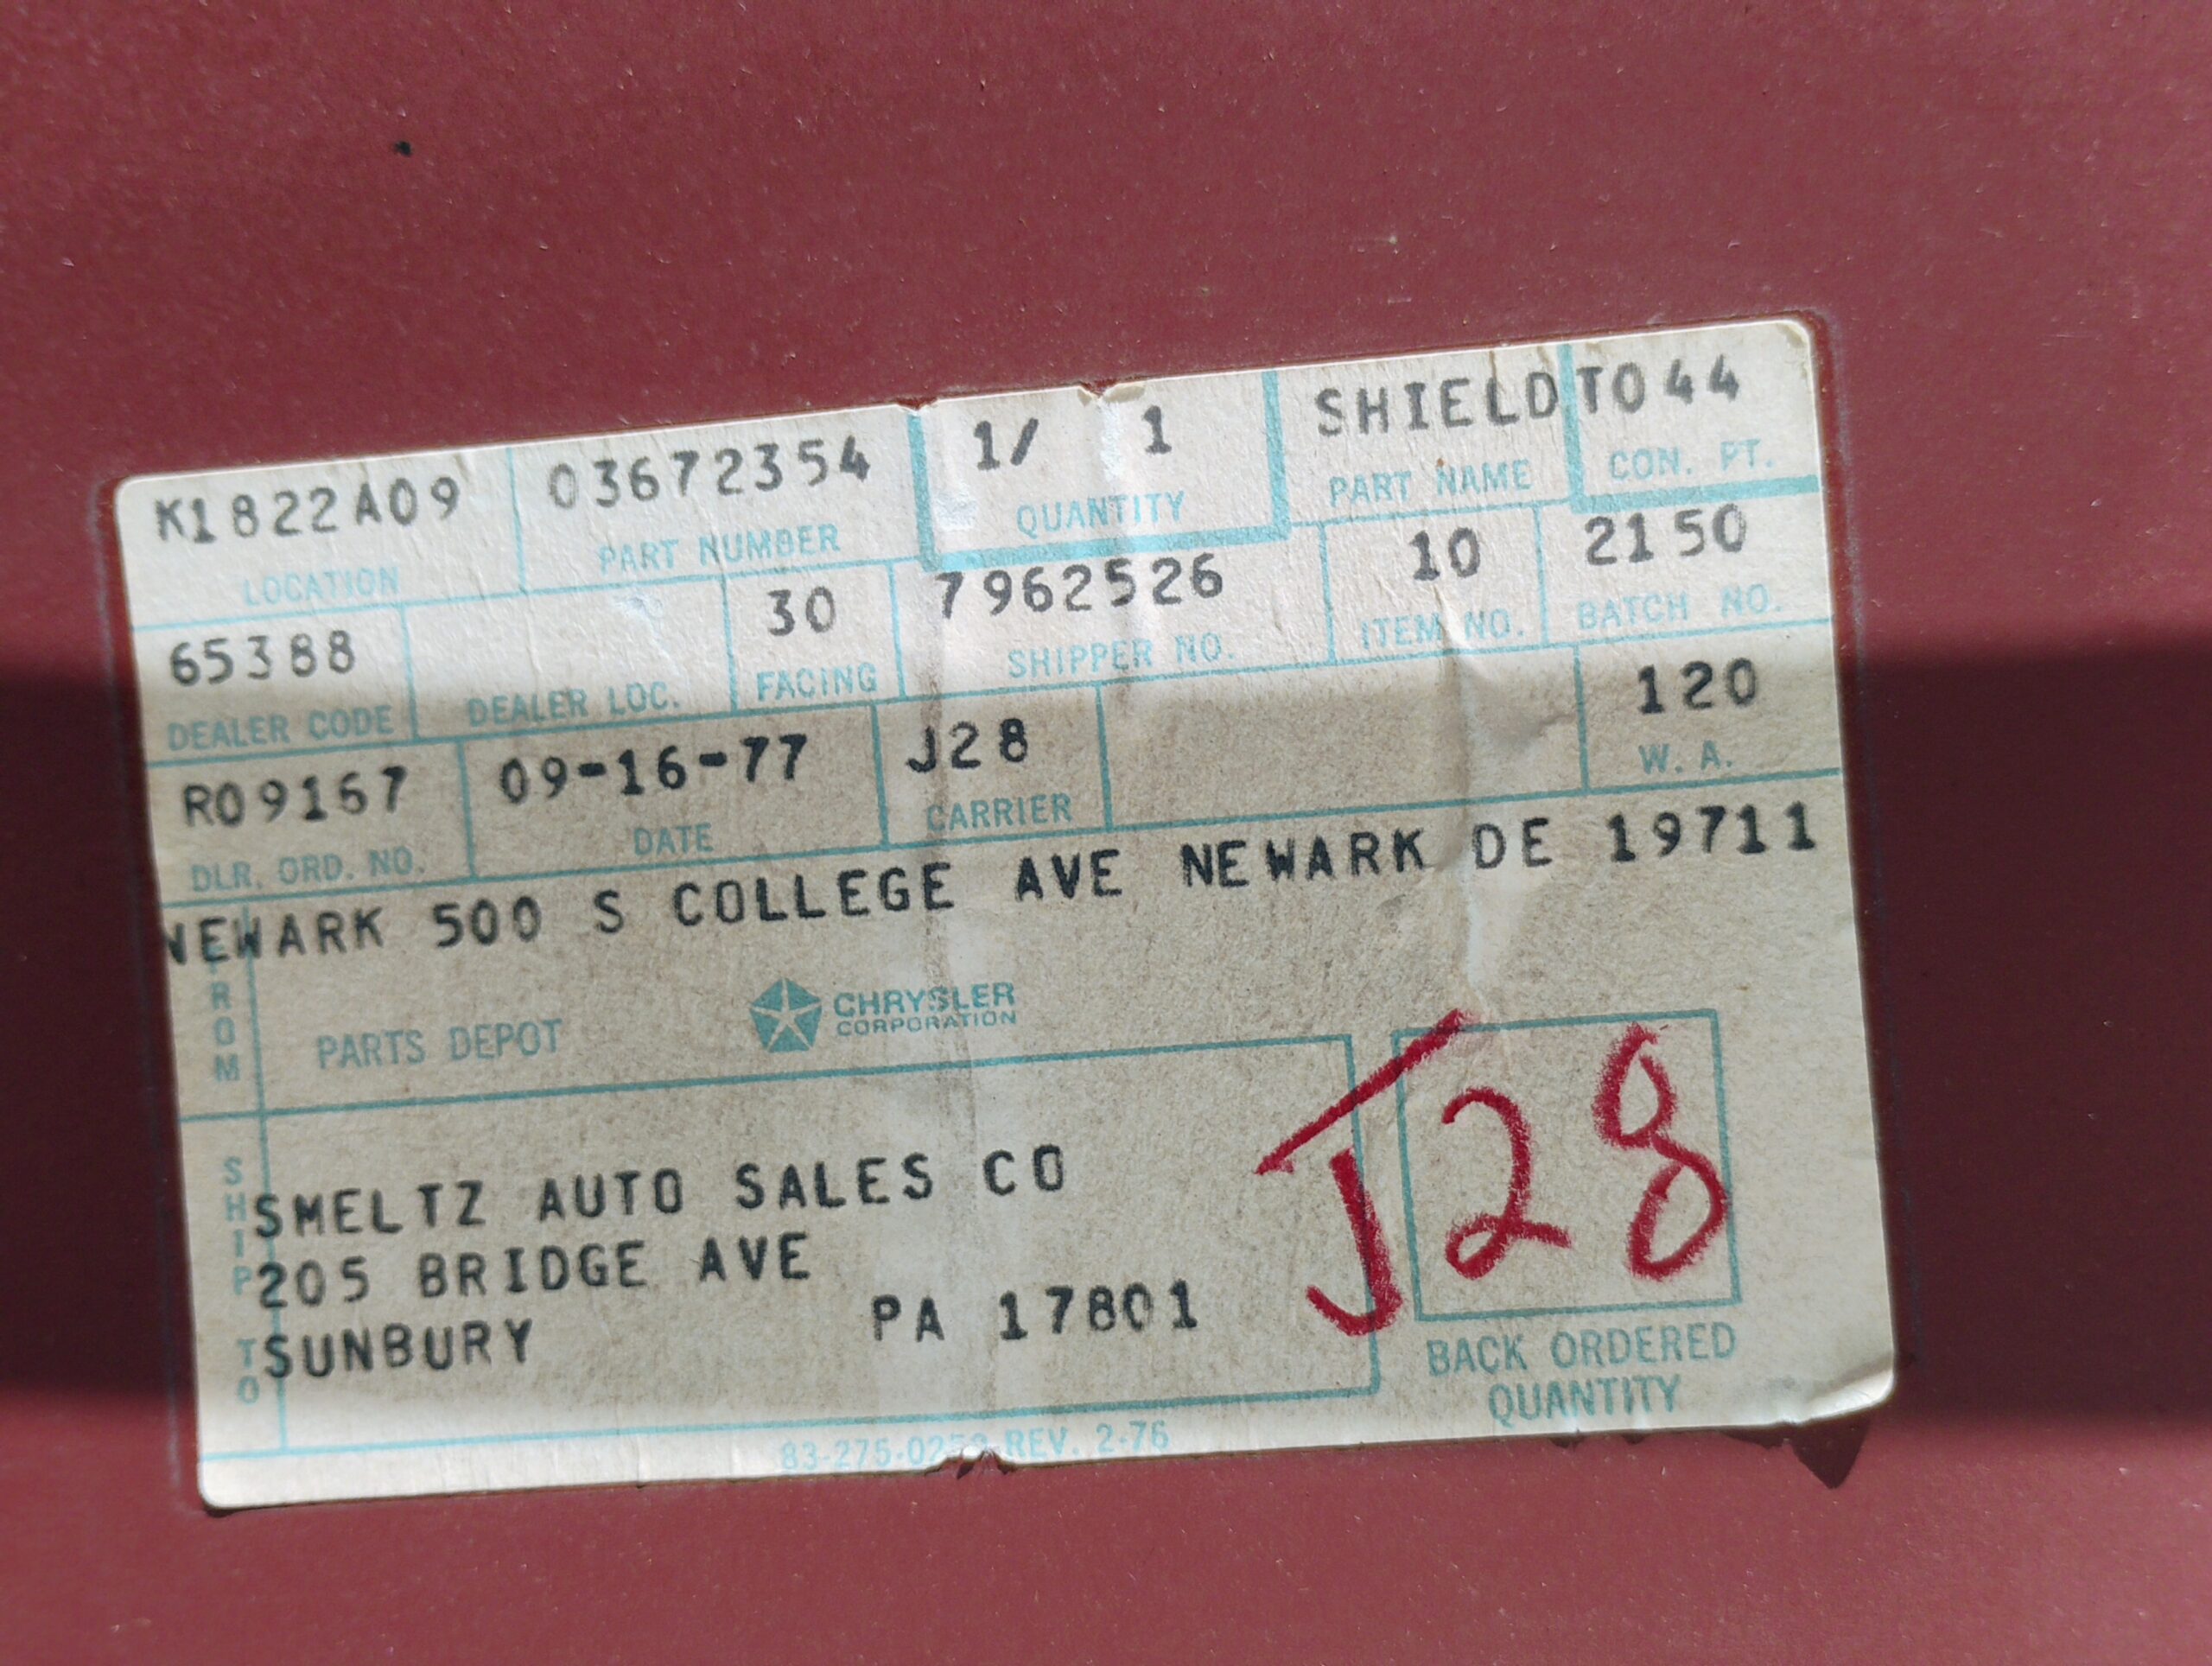 K1822A09 03672354 1/ 1 SHIELD TO44
LOCATION PART NUMBER QUANTITY PART NAME CON. PT.
65388 30 7962526 10 2150
DEALER CODE DEALER LOC. FACING SHIPPER NO. ITEM NO. BATCH NO.
RO9167 09-16-77 J28 120
DLR. ORD. NO. DATE CARRIER W. A.
NEWARK 500 S COLLEGE AVE NEWARK DE 19711
FROM
PARTS DEPOT
CHRYSLER
CORPORATION
SHIP TO
SMELTZ AUTO SALES CO
205 BRIDGE AVE
SUNBURY PA 17801
J28
BACK ORDERED
QUANTITY
REV. 2-76